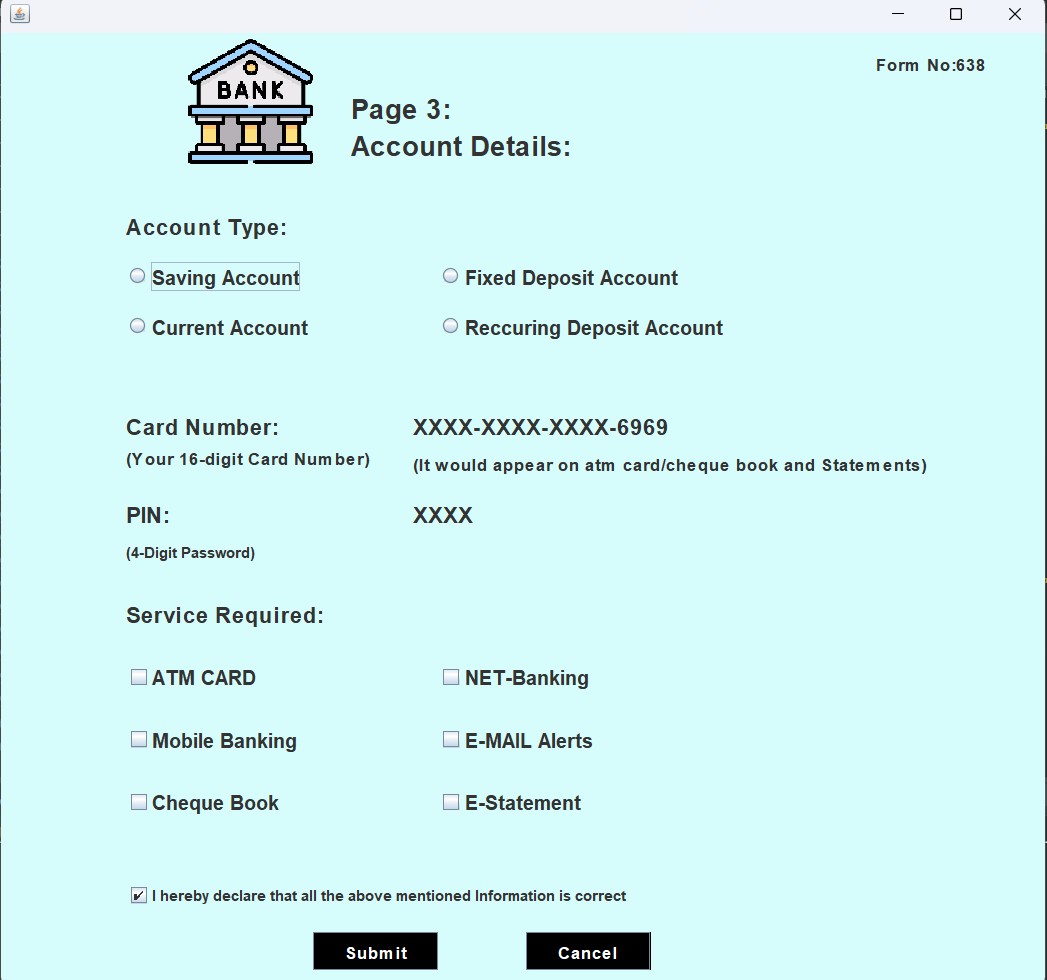 Form No:638
BANK
Page 3:
Account Details:
Account Type:
Saving Account Fixed Deposit Account
Current Account Reccuring Deposit Account
Card Number: XXXX-XXXX-XXXX-6969
(Your 16-digit Card Number) (It would appear on atm card/cheque book and Statements)
PIN: XXXX
(4-Digit Password)
Service Required:
ATM CARD NET-Banking
Mobile Banking E-MAIL Alerts
Cheque Book E-Statement
I hereby declare that all the above mentioned Information is correct
Submit Cancel